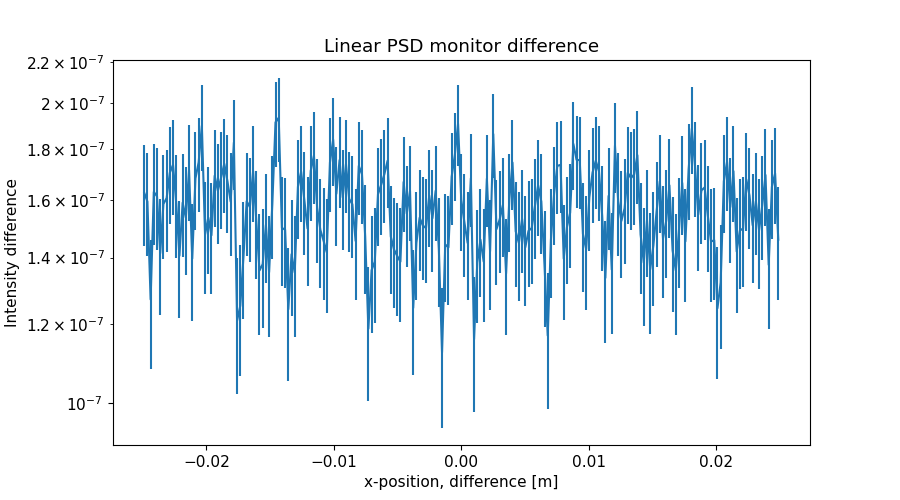 Linear PSD monitor difference
Intensity difference
2.2 × 10⁻⁷
2 × 10⁻⁷
1.8 × 10⁻⁷
1.6 × 10⁻⁷
1.4 × 10⁻⁷
1.2 × 10⁻⁷
10⁻⁷
−0.02 −0.01 0.00 0.01 0.02
x-position, difference [m]